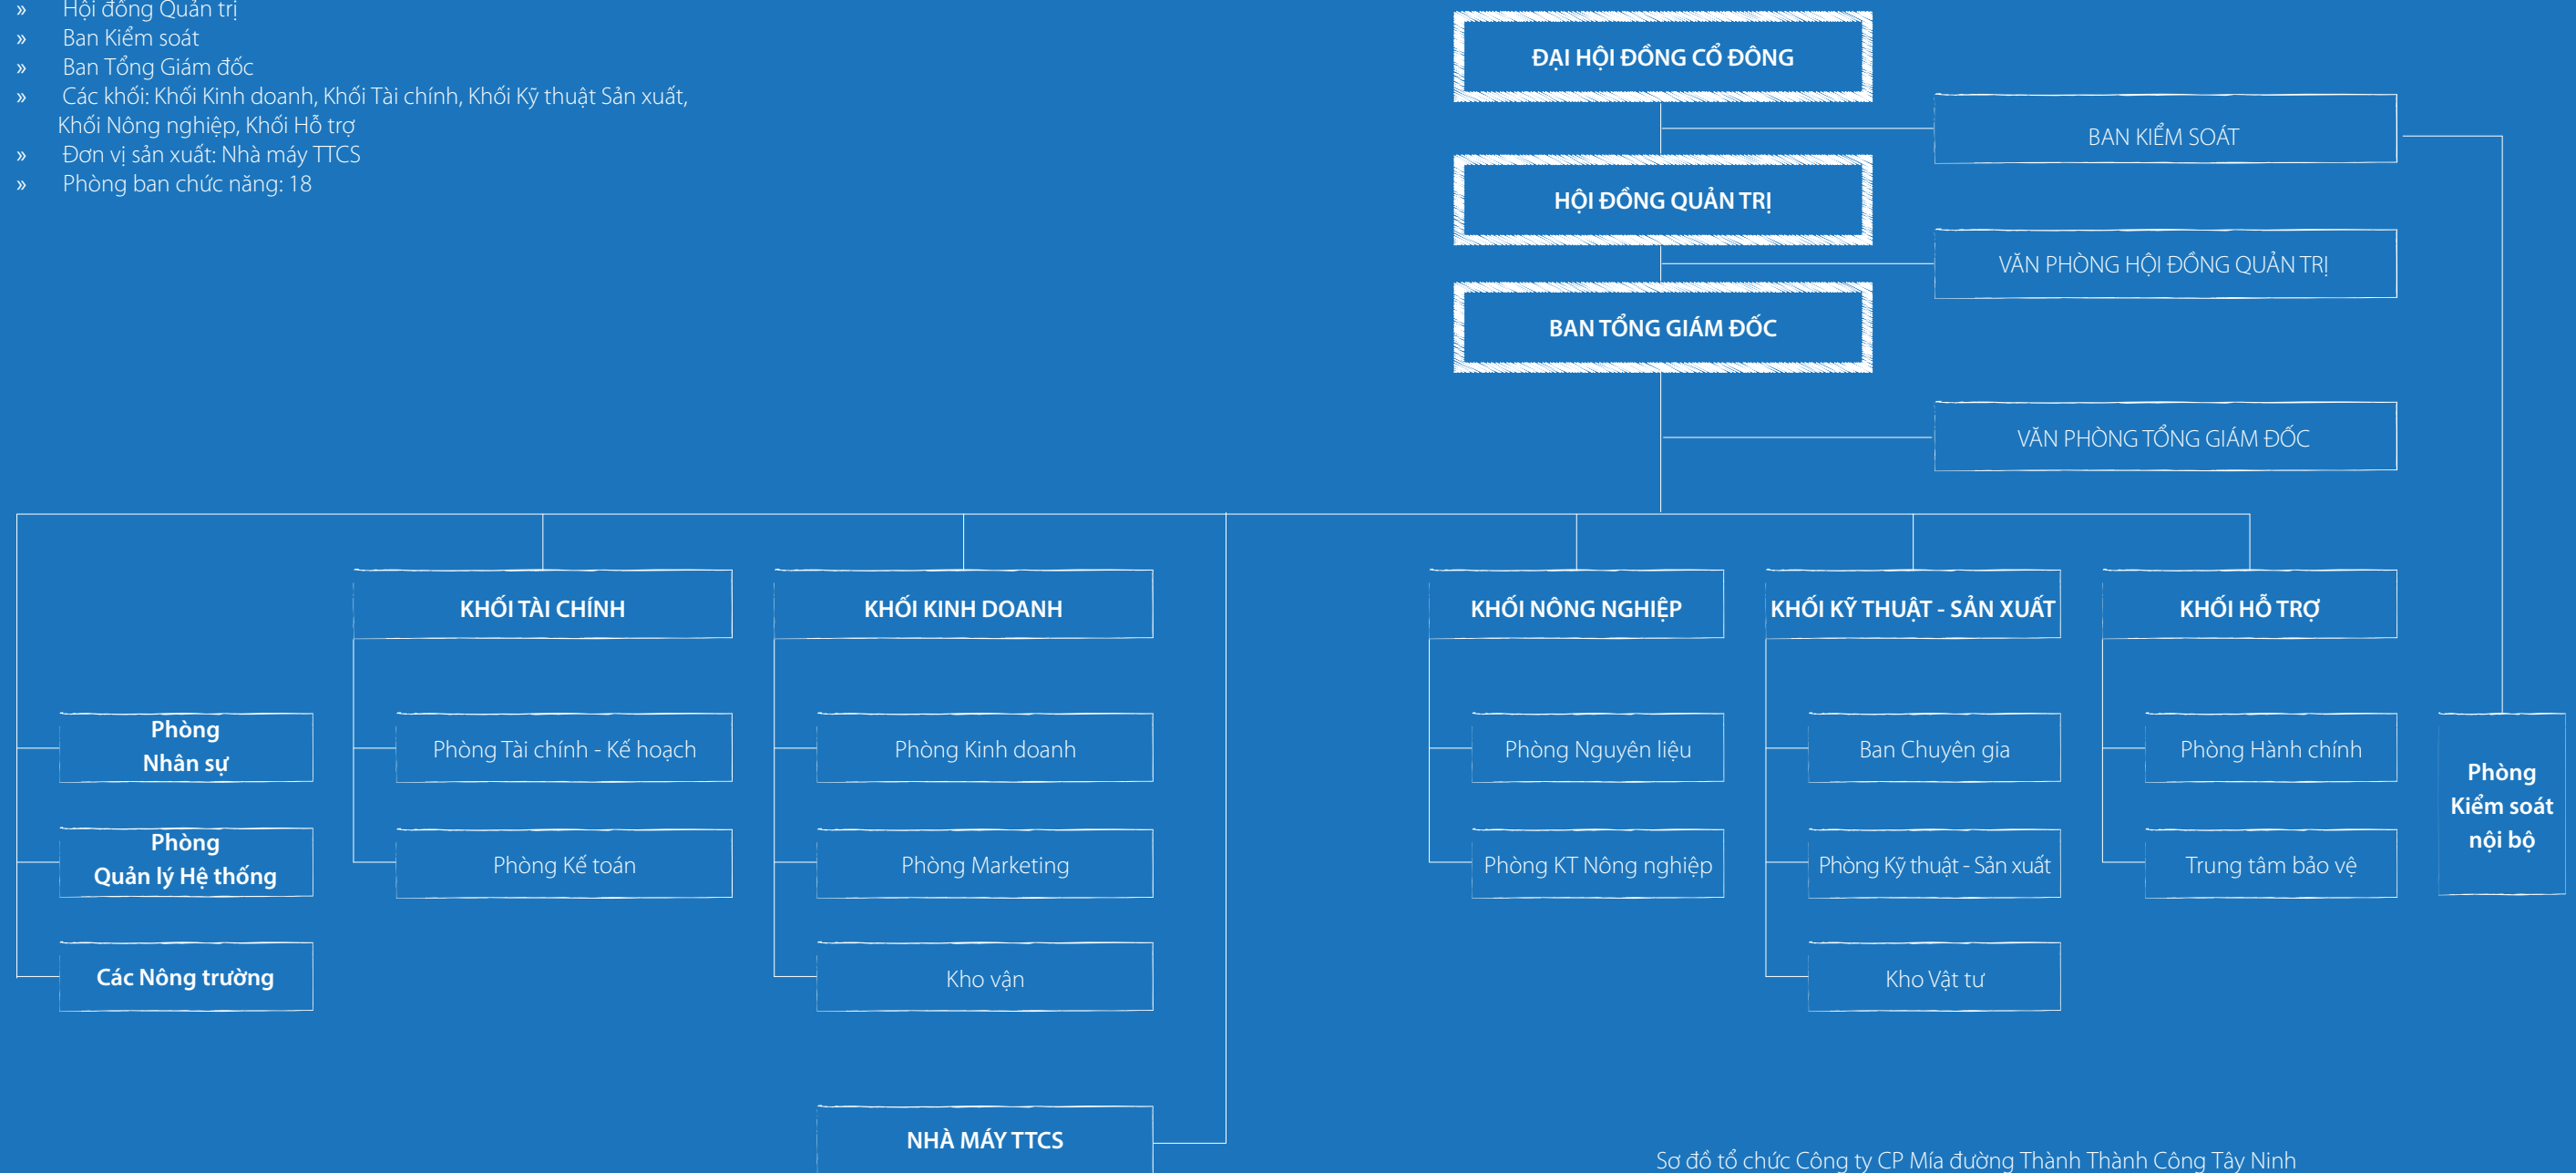 » Hội đồng Quản trị
» Ban Kiểm soát
» Ban Tổng Giám đốc
» Các khối: Khối Kinh doanh, Khối Tài chính, Khối Kỹ thuật Sản xuất,
Khối Nông nghiệp, Khối Hỗ trợ
» Đơn vị sản xuất: Nhà máy TTCS
» Phòng ban chức năng: 18
ĐẠI HỘI ĐỒNG CỔ ĐÔNG
BAN KIỂM SOÁT
HỘI ĐỒNG QUẢN TRỊ
VĂN PHÒNG HỘI ĐỒNG QUẢN TRỊ
BAN TỔNG GIÁM ĐỐC
VĂN PHÒNG TỔNG GIÁM ĐỐC
KHỐI TÀI CHÍNH
KHỐI KINH DOANH
KHỐI NÔNG NGHIỆP
KHỐI KỸ THUẬT - SẢN XUẤT
KHỐI HỖ TRỢ
Phòng
Nhân sự
Phòng Tài chính - Kế hoạch
Phòng Kinh doanh
Phòng Nguyên liệu
Ban Chuyên gia
Phòng Hành chính
Phòng
Kiểm soát
nội bộ
Phòng
Quản lý Hệ thống
Phòng Kế toán
Phòng Marketing
Phòng KT Nông nghiệp
Phòng Kỹ thuật - Sản xuất
Trung tâm bảo vệ
Các Nông trường
Kho vận
Kho Vật tư
NHÀ MÁY TTCS
Sơ đồ tổ chức Công ty CP Mía đường Thành Thành Công Tây Ninh